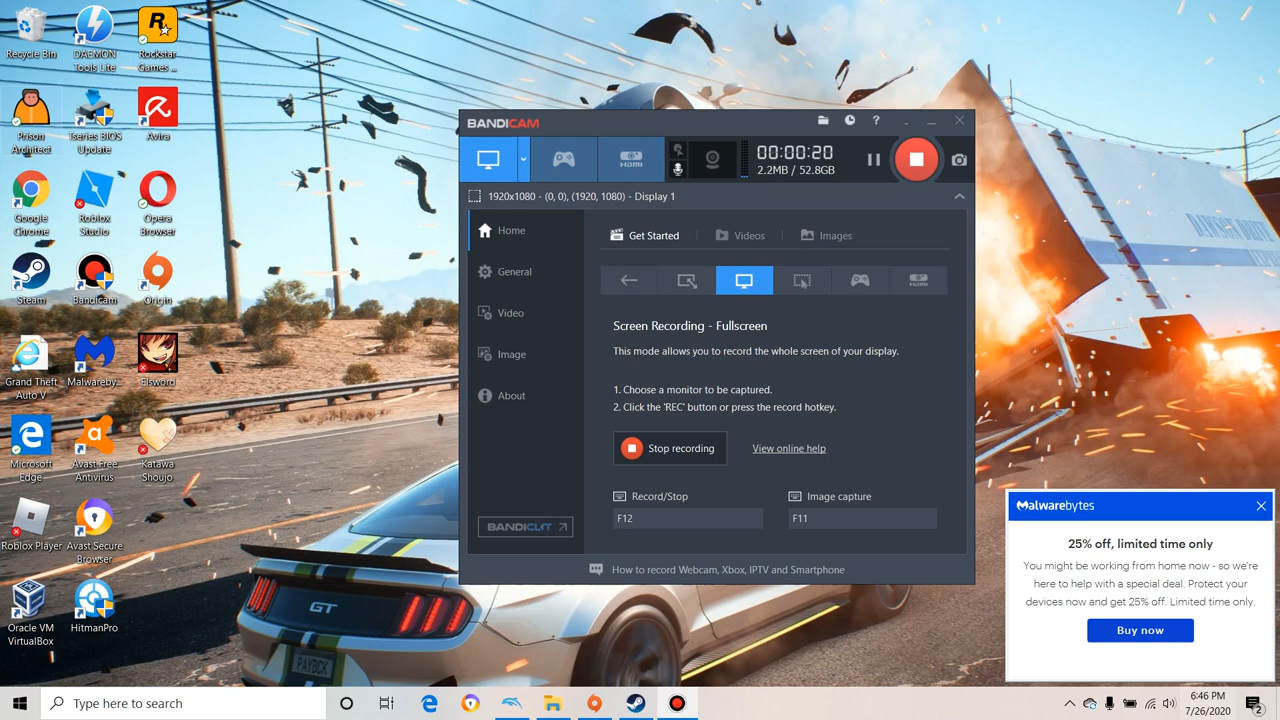 Recycle Bin
DAEMON
Tools Lite
Rockstar
Games ...
Prison
Architect
Tseries BIOS
Update
Avira
Google
Chrome
Roblox
Studio
Opera
Browser
Steam
Bandicam
Origin
Grand Theft
Auto V
Malwareby...
Elsword
Microsoft
Edge
Avast Free
Antivirus
Katawa
Shoujo
Roblox Player
Avast Secure
Browser
Oracle VM
VirtualBox
HitmanPro
GT
PAYBCK
BANDICAM
?
HDMI
00:00:20
2.2MB / 52.8GB
1920x1080 - (0, 0), (1920, 1080) - Display 1
Home
General
Video
Image
About
BANDICUT
Get Started
Videos
Images
HDMI
Screen Recording - Fullscreen
This mode allows you to record the whole screen of your display.
1. Choose a monitor to be captured.
2. Click the 'REC' button or press the record hotkey.
Stop recording
View online help
Record/Stop
Image capture
F12
F11
How to record Webcam, Xbox, IPTV and Smartphone
Malwarebytes
25% off, limited time only
You might be working from home now - so we're
here to help with a special deal. Protect your
devices now and get 25% off. Limited time only.
Buy now
Type here to search
6:46 PM
7/26/2020
2